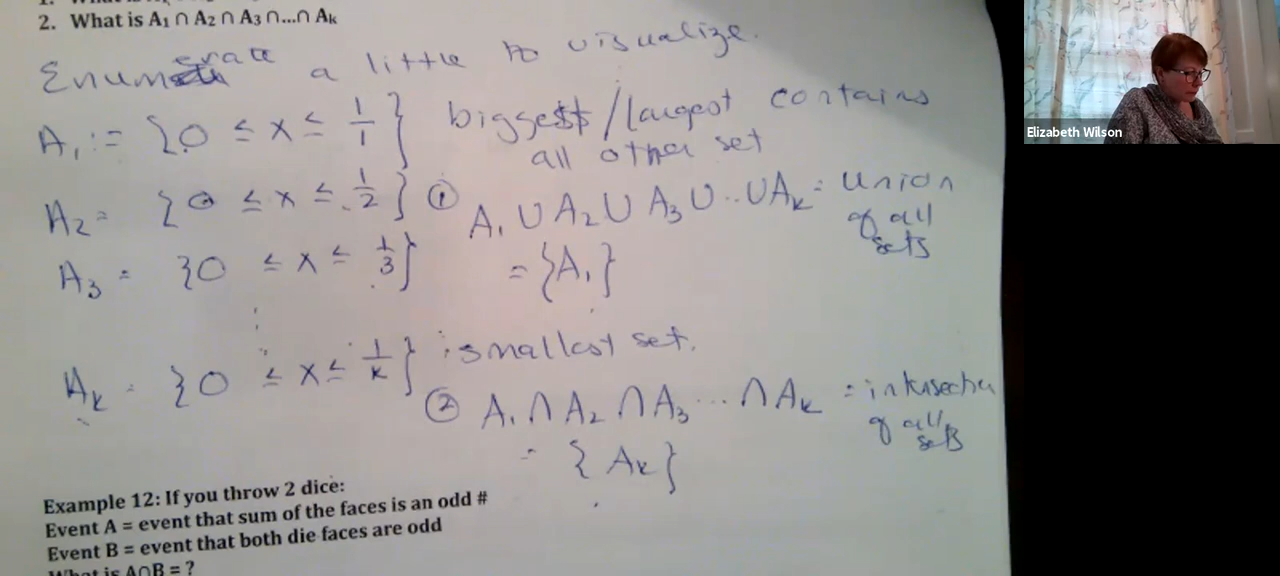 2. What is A₁ ∩ A₂ ∩ A₃ ∩...∩ Aₖ
Enumerate a little to visualize.
A₁ := {0 ≤ x ≤ 1/1}
biggest/largest contains
all other set
A₂ = {0 ≤ x ≤ 1/2}
① A₁ ∪ A₂ ∪ A₃ ∪ .. ∪ Aₖ = union
of all
sets
A₃ = {0 ≤ x ≤ 1/3}
= {A₁}
⋮
Aₖ = {0 ≤ x ≤ 1/k} : smallest set.
② A₁ ∩ A₂ ∩ A₃ ... ∩ Aₖ =
of all
sets
= {Aₖ}
Example 12: If you throw 2 dice:
Event A = event that sum of the faces is an odd #
Event B = event that both die faces are odd
What is A∩B = ?
Elizabeth Wilson